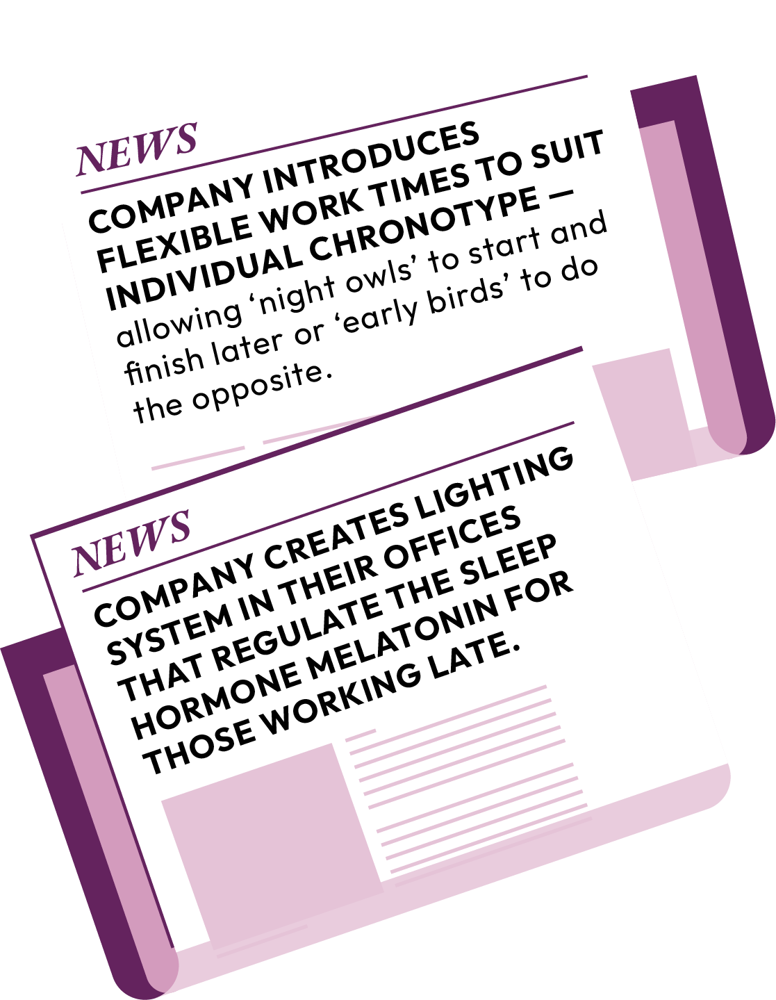 NEWS
COMPANY INTRODUCES
FLEXIBLE WORK TIMES TO SUIT
INDIVIDUAL CHRONOTYPE —
allowing ‘night owls’ to start and
finish later or ‘early birds’ to do
the opposite.
NEWS
COMPANY CREATES LIGHTING
SYSTEM IN THEIR OFFICES
THAT REGULATE THE SLEEP
HORMONE MELATONIN FOR
THOSE WORKING LATE.